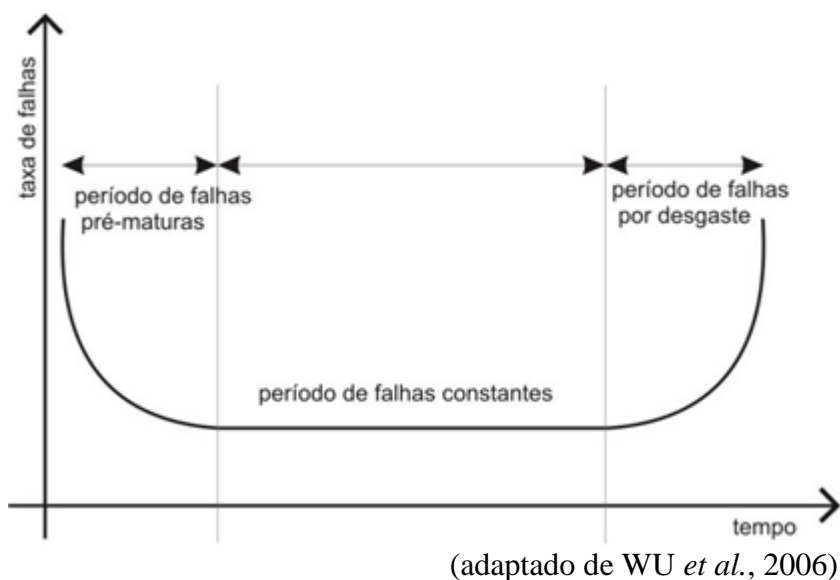 taxa de falhas
período de falhas
pré-maturas
período de falhas
por desgaste
período de falhas constantes
tempo
(adaptado de WU et al., 2006)